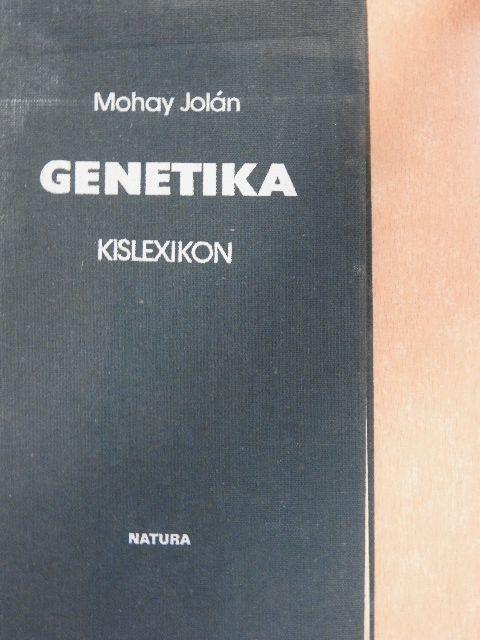 Mohay Jolán
GENETIKA
KISLEXIKON
NATURA